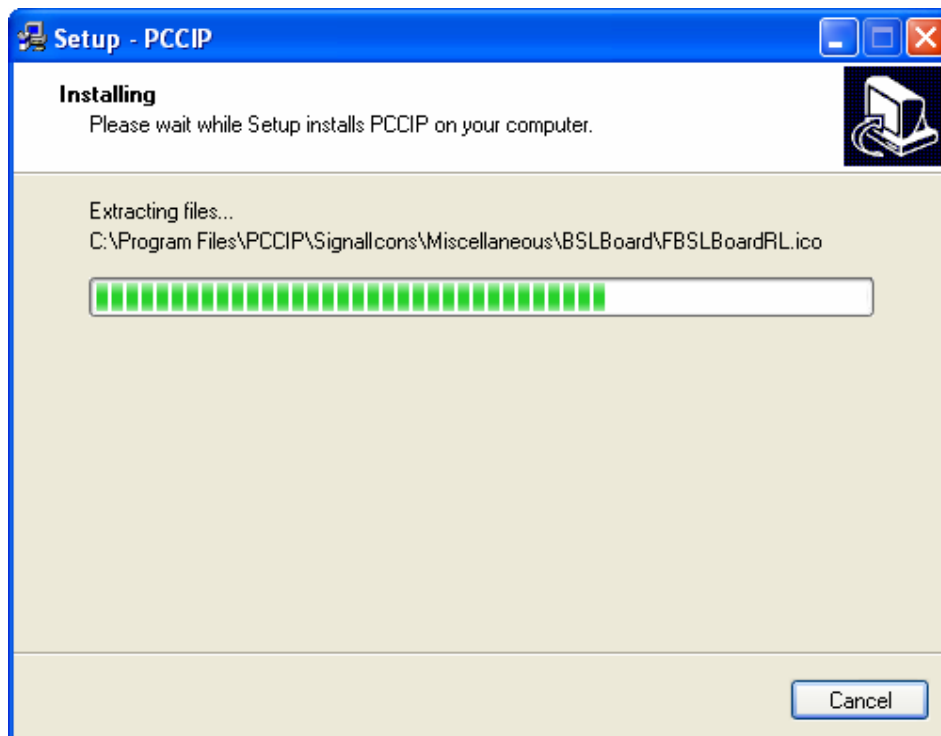 Setup - PCCIP
Installing
Please wait while Setup installs PCCIP on your computer.
Extracting files...
C:\Program Files\PCCIP\SignalIcons\Miscellaneous\BSLBoard\FBSLBoardRL.ico
Cancel